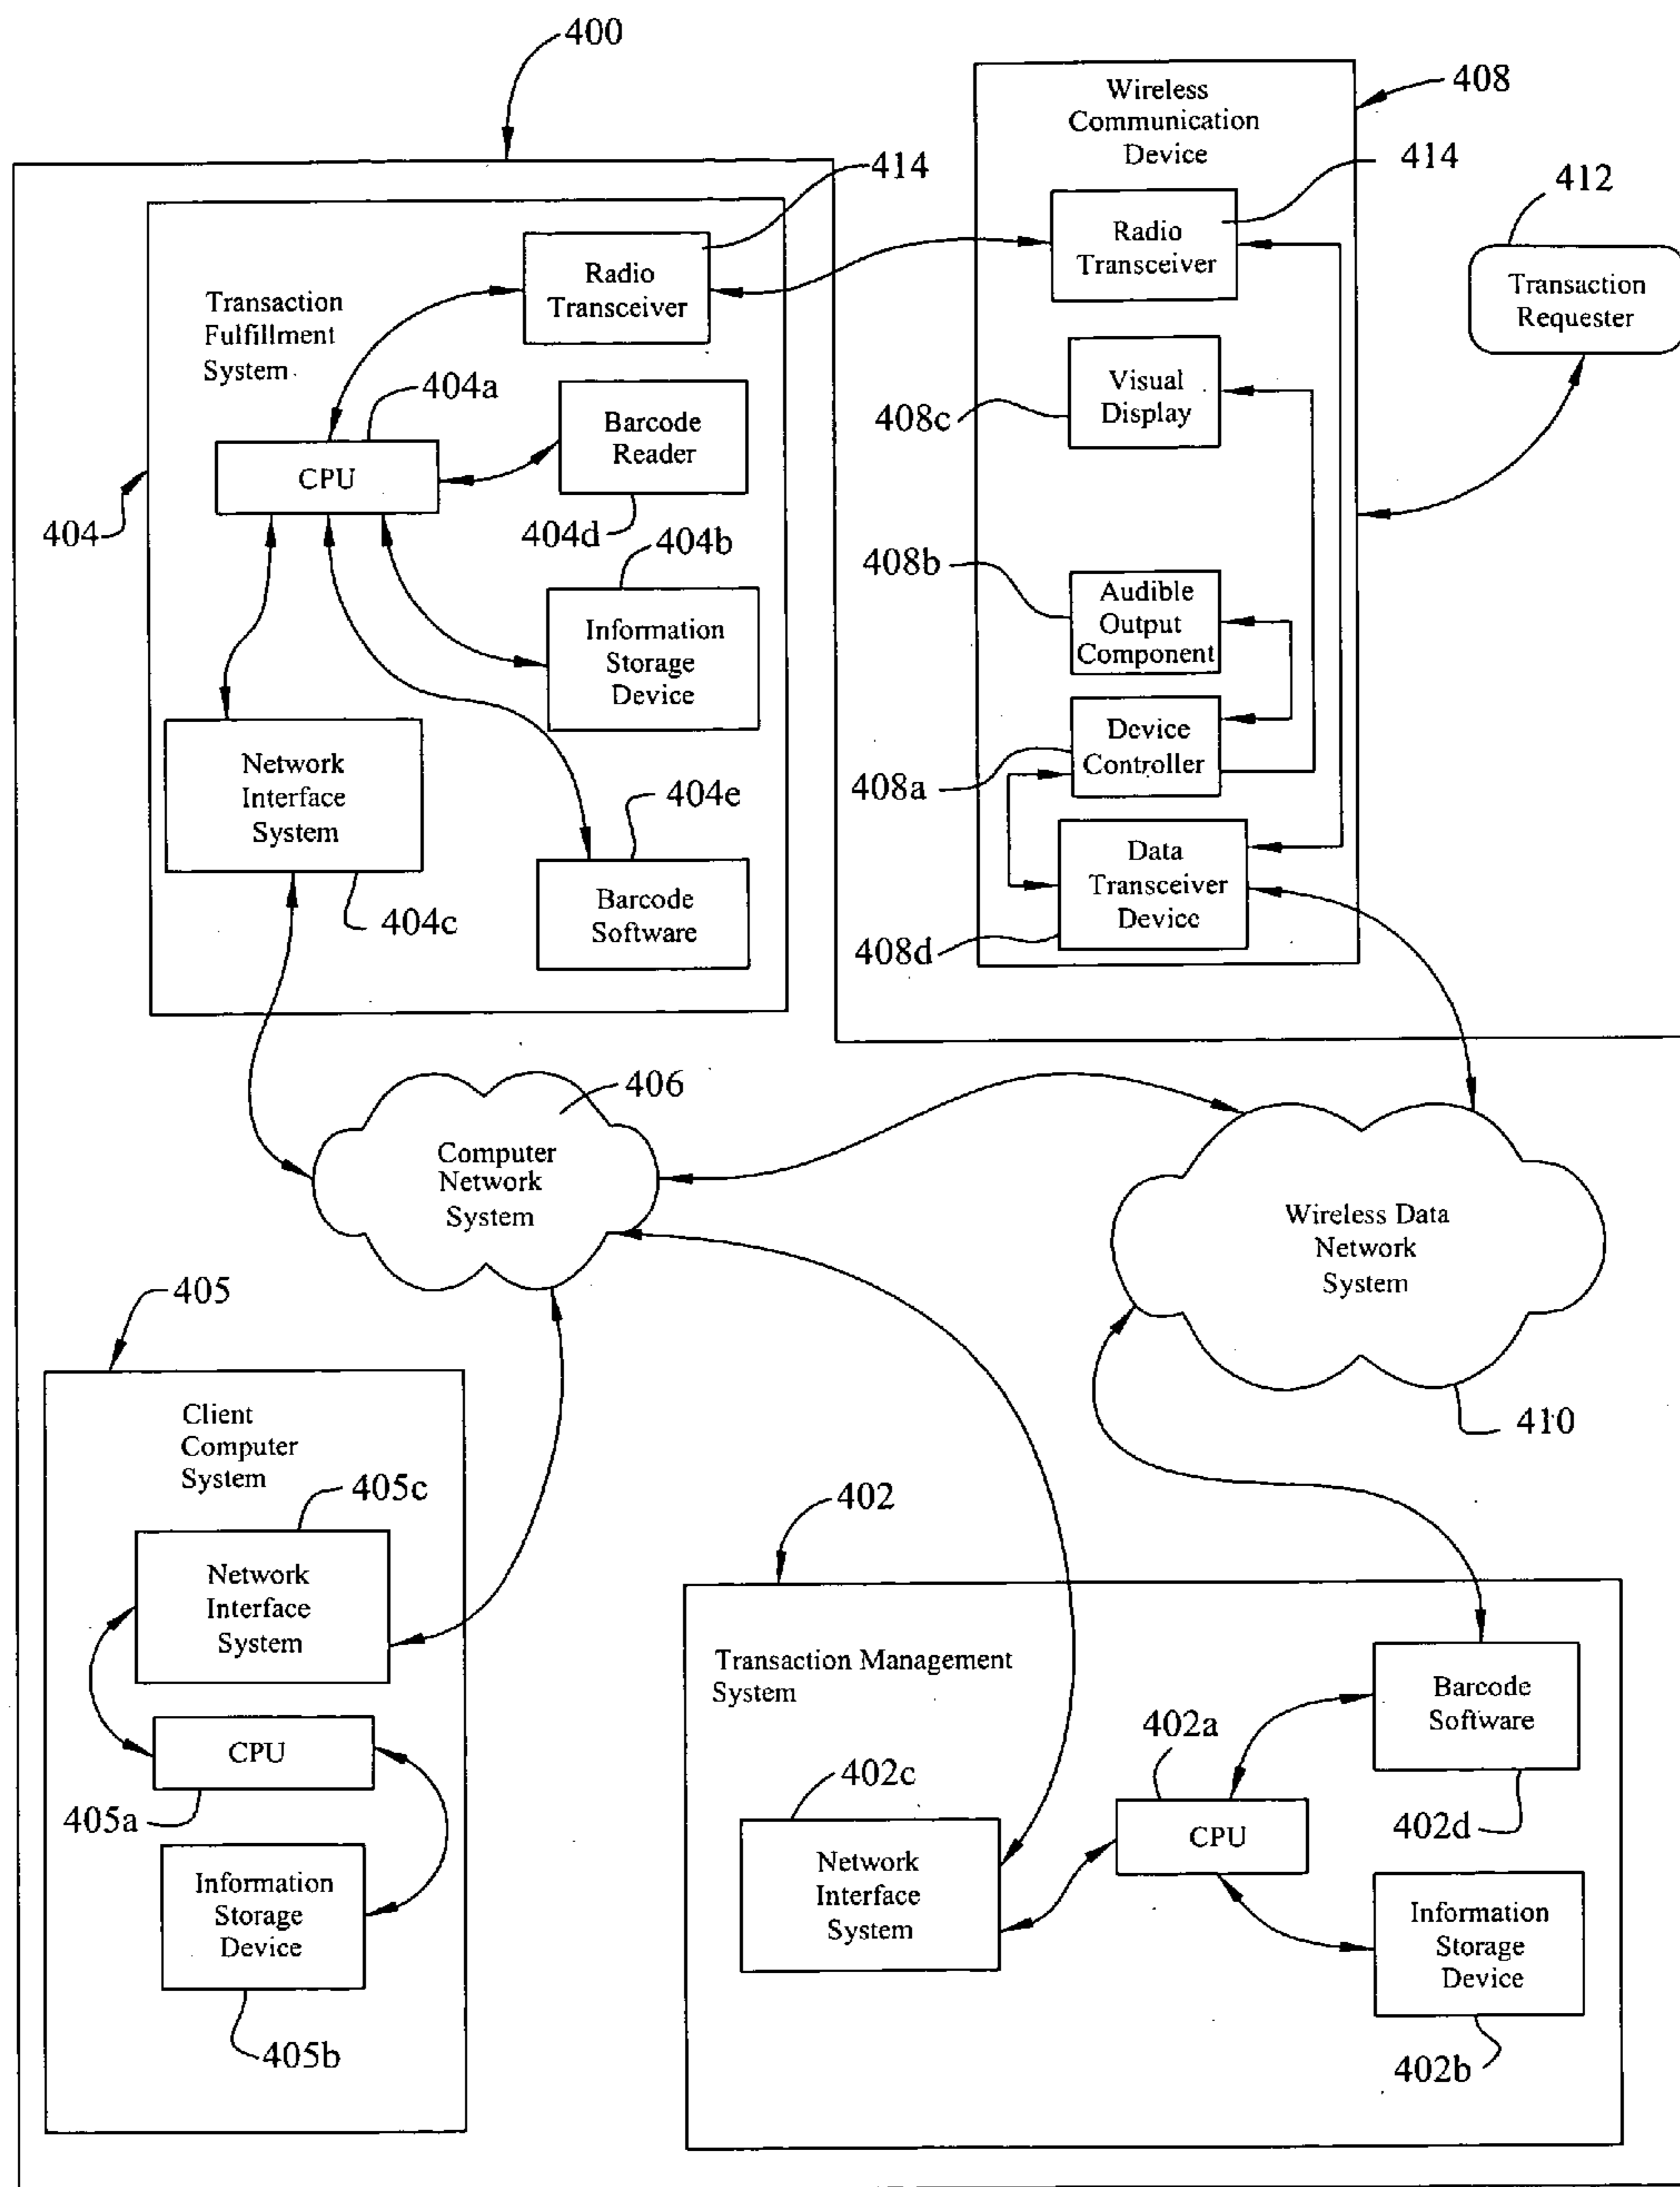 400
Wireless
Communication
Device
408
414
414
412
Radio
Transceiver
Radio
Transceiver
Transaction
Requester
Transaction
Fulfillment
System
404a
CPU
Barcode
Reader
404d
404
408c
Visual
Display
404b
Information
Storage
Device
408b
Audible
Output
Component
Device
Controller
408a
Network
Interface
System
404c
404e
Barcode
Software
Data
Transceiver
Device
408d
406
Computer
Network
System
Wireless Data
Network
System
410
405
Client
Computer
System
405c
Network
Interface
System
CPU
405a
Information
Storage
Device
405b
402
Transaction Management
System
402c
Network
Interface
System
402a
CPU
Barcode
Software
402d
Information
Storage
Device
402b